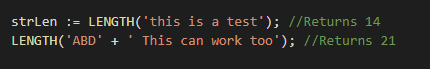 strLen := LENGTH('this is a test'); //Returns 14
LENGTH('ABD' + ' This can work too'); //Returns 21